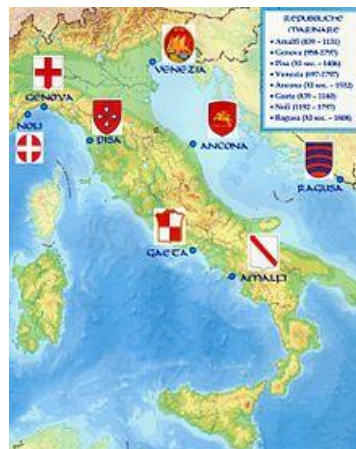 REPUBBLICHE
MARINARE
• Amalfi (839 - 1131)
• Genova (958-1797)
• Pisa (XI sec. - 1406)
• Venezia (697-1797)
• Ancona (XI sec. - 1532)
• Gaeta (839 - 1140)
• Noli (1192 - 1797)
• Ragusa (XI sec. - 1808)
VENEZIA
GENOVA
NOLI
PISA
ANCONA
RAGUSA
GAETA
AMALFI